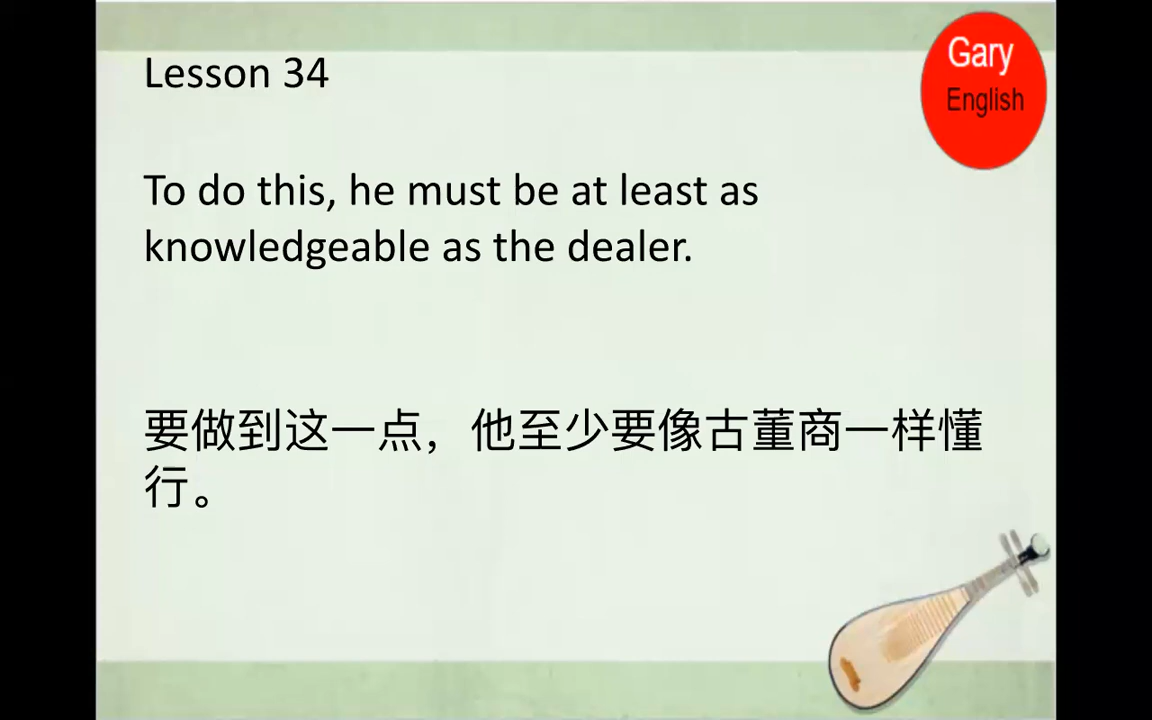 Lesson 34
Gary
English
To do this, he must be at least as
knowledgeable as the dealer.
要做到这一点，他至少要像古董商一样懂
行。